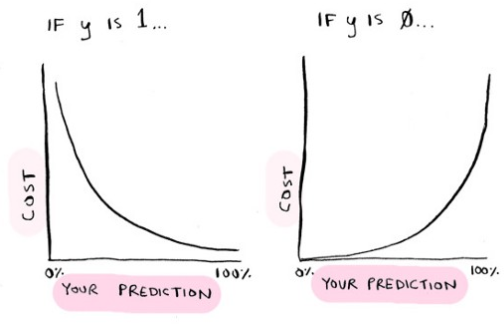 IF y IS 1...
COST
0% 100%
YOUR PREDICTION
IF y IS 0...
COST
0% 100%
YOUR PREDICTION